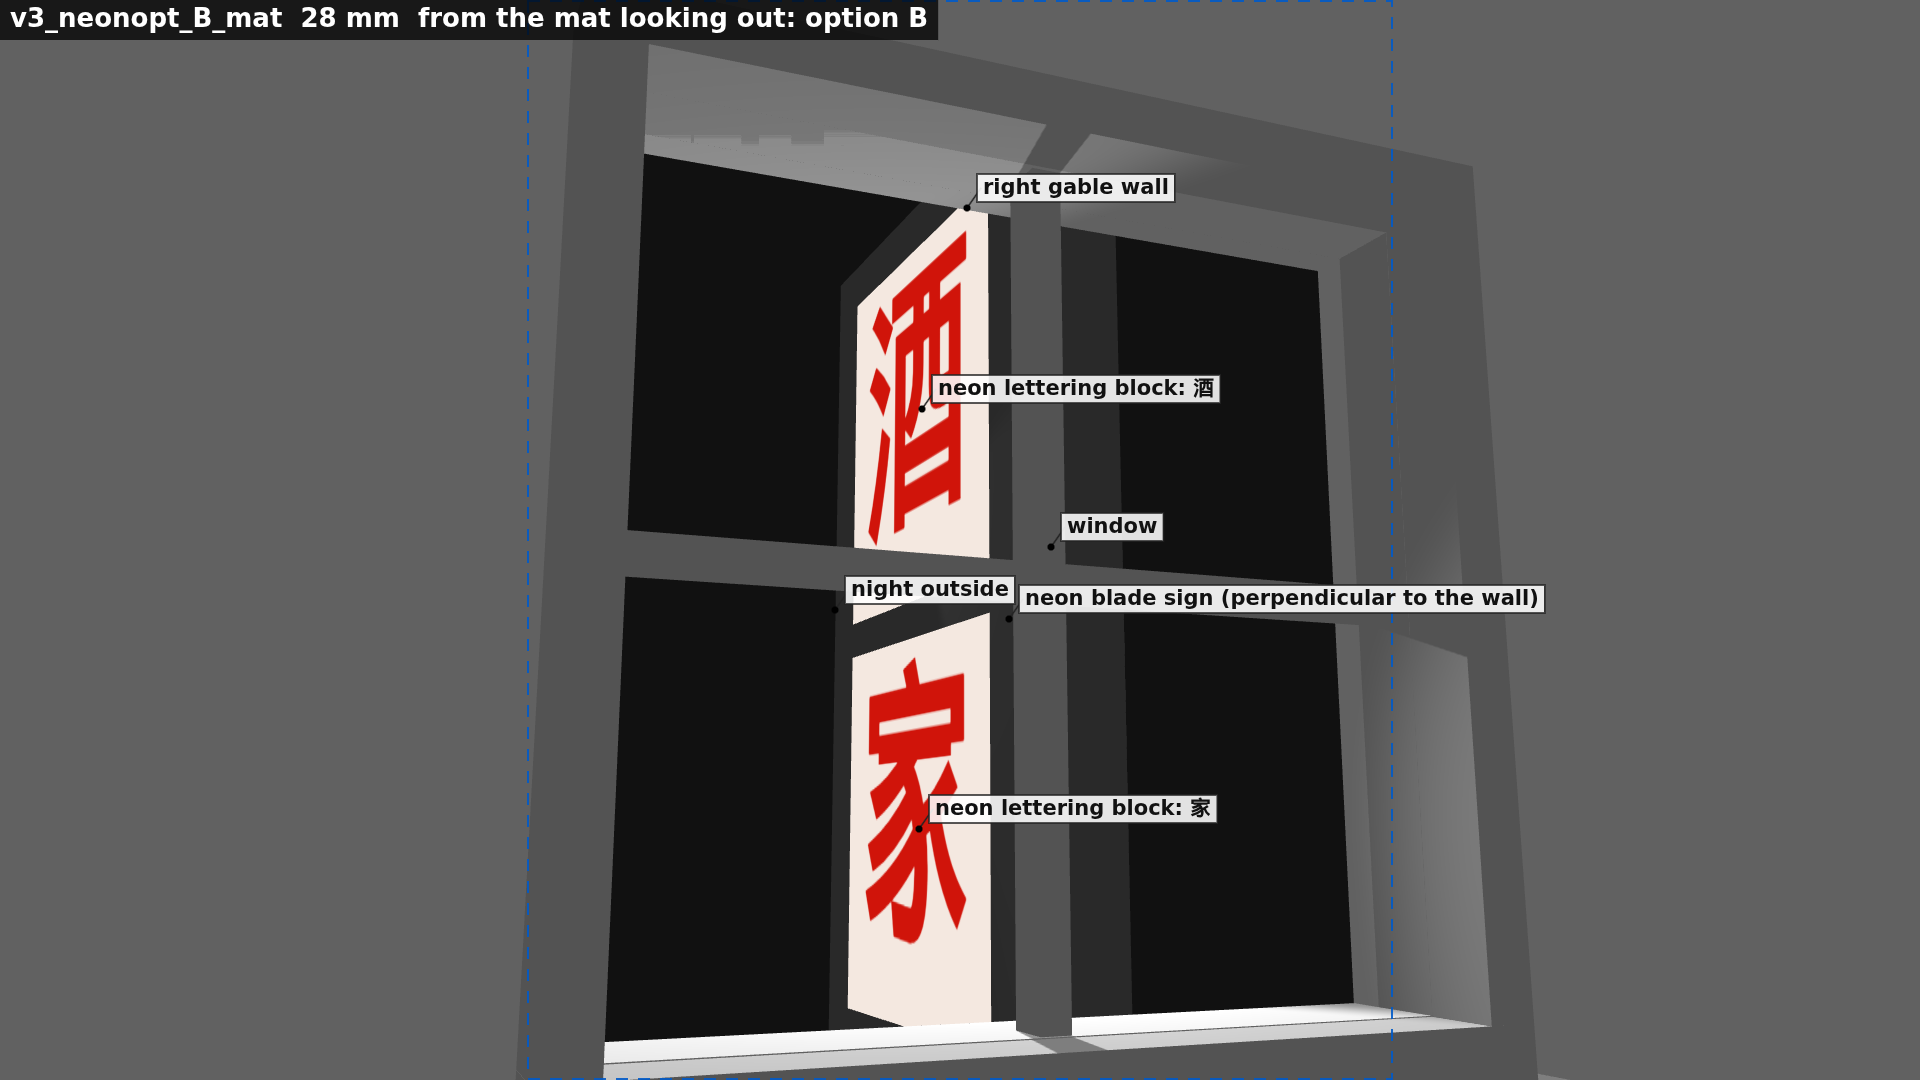 v3_neonopt_B_mat  28 mm  from the mat looking out: option B
right gable wall
酒
neon lettering block: 酒
window
night outside
neon blade sign (perpendicular to the wall)
家
neon lettering block: 家